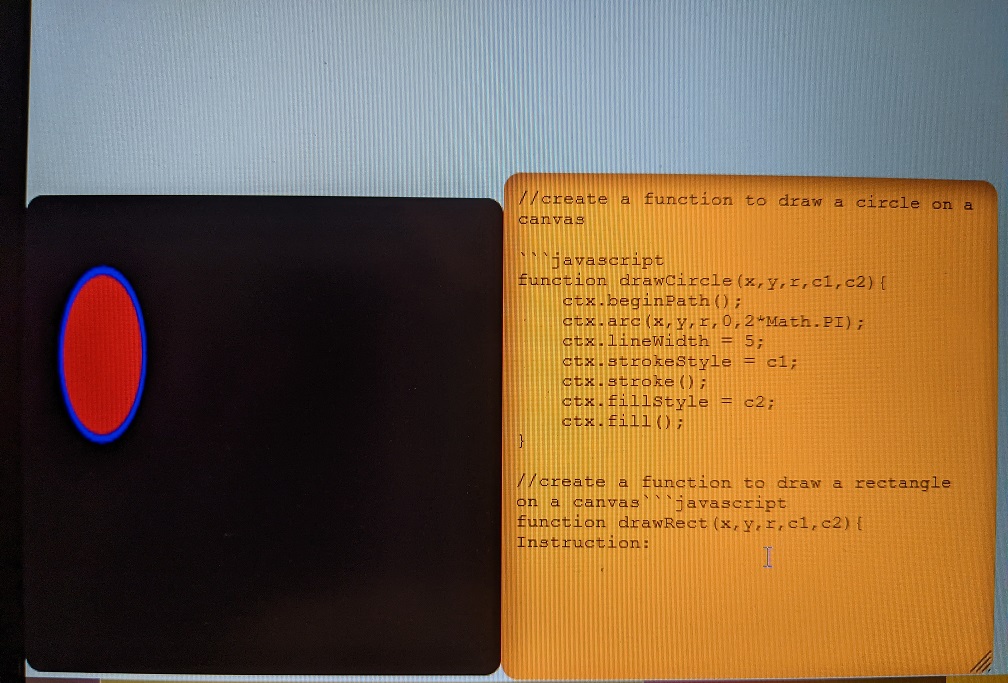 //create a function to draw a circle on a
canvas
```javascript
function drawCircle(x,y,r,c1,c2){
    ctx.beginPath();
    ctx.arc(x,y,r,0,2*Math.PI);
    ctx.lineWidth = 5;
    ctx.strokeStyle = c1;
    ctx.stroke();
    ctx.fillStyle = c2;
    ctx.fill();
}
//create a function to draw a rectangle
on a canvas```javascript
function drawRect(x,y,r,c1,c2){
Instruction: